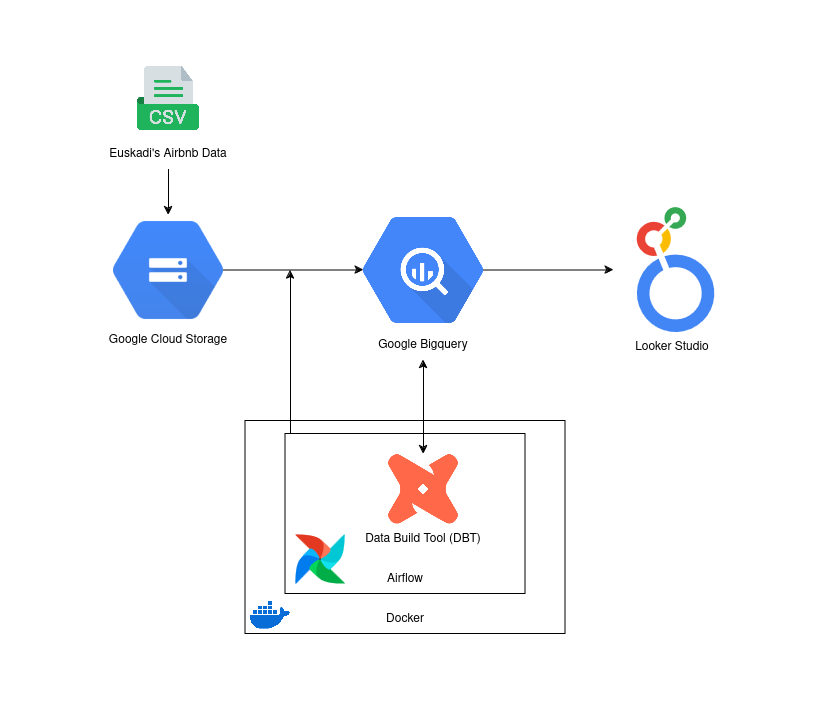 CSV
Euskadi's Airbnb Data
Google Cloud Storage
Google Bigquery
Looker Studio
Data Build Tool (DBT)
Airflow
Docker